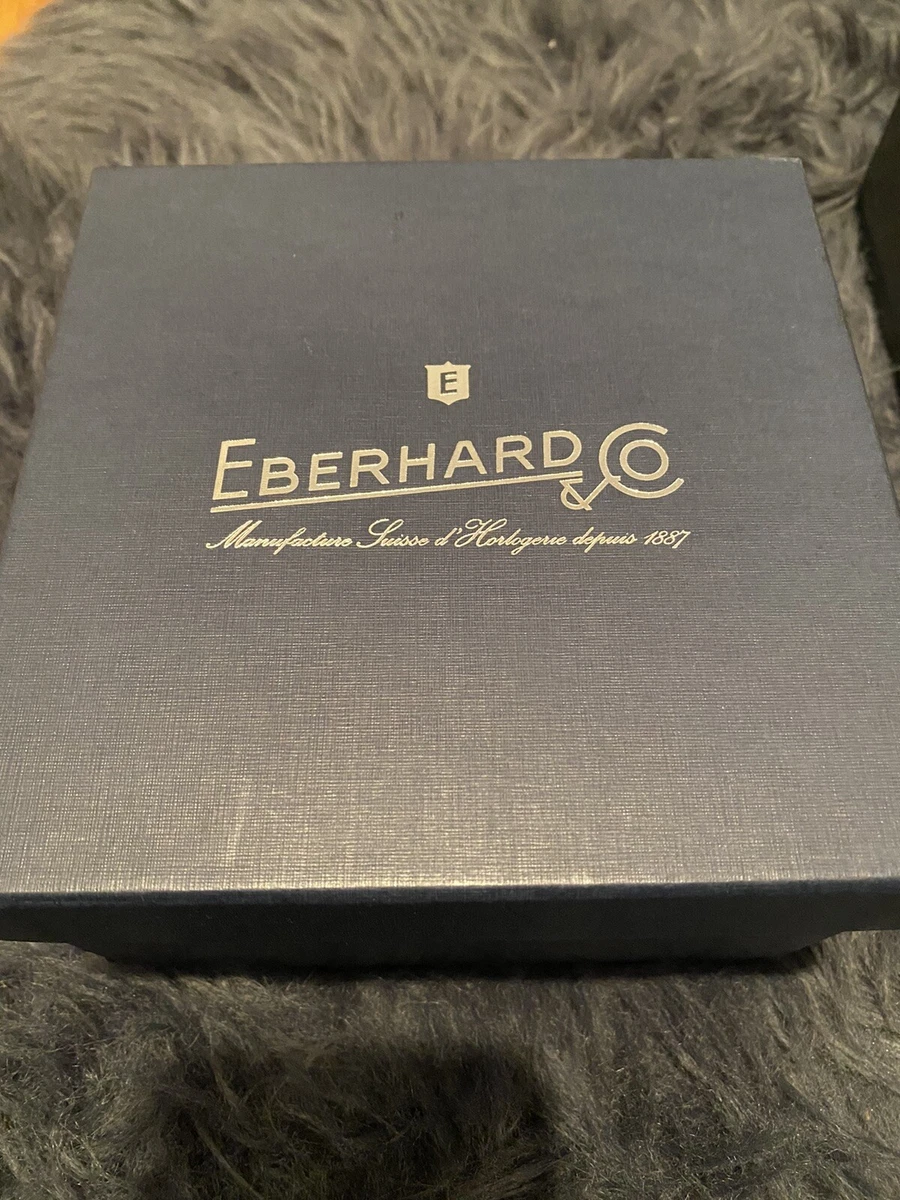 E
EBERHARD & CO
Manufacture Suisse d'Horlogerie depuis 1887